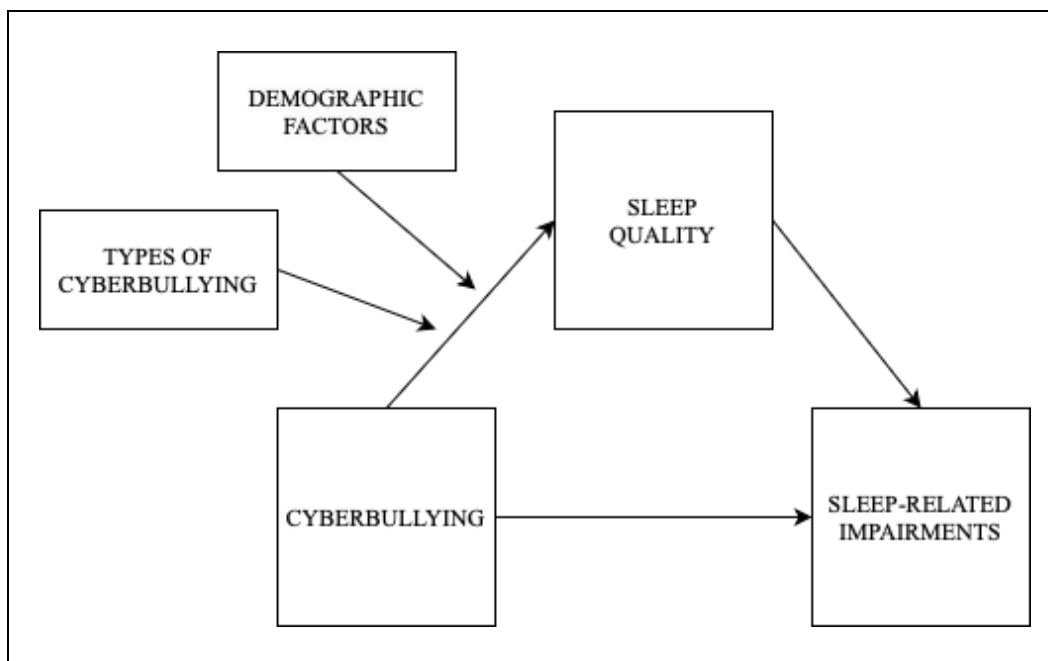 DEMOGRAPHIC
FACTORS
SLEEP
QUALITY
TYPES OF
CYBERBULLYING
CYBERBULLYING
SLEEP-RELATED
IMPAIRMENTS